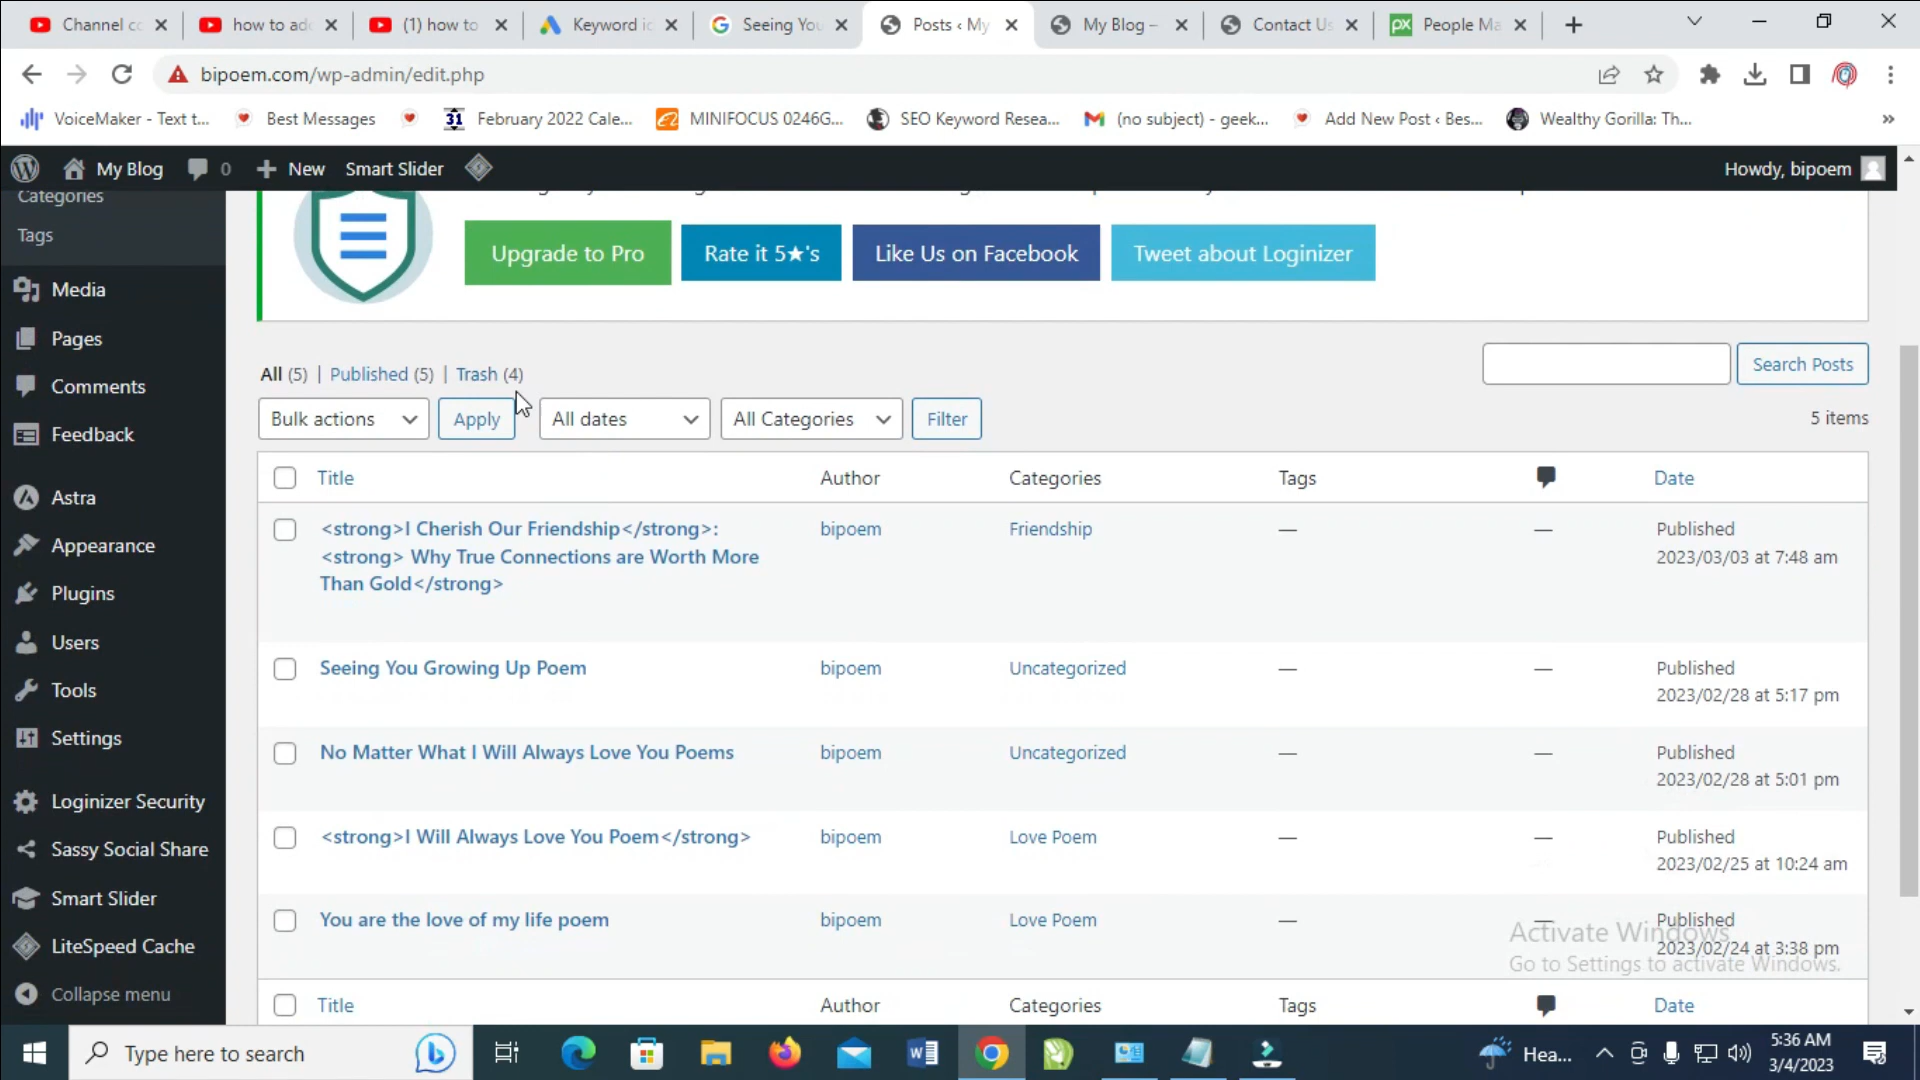 Channel cc
how to add
(1) how to
Keyword id
Seeing You
Posts ‹ My
My Blog –
Contact Us
px
People Ma
bipoem.com/wp-admin/edit.php
VoiceMaker - Text t...
Best Messages
31
February 2022 Cale...
MINIFOCUS 0246G...
SEO Keyword Resea...
(no subject) - geek...
Add New Post ‹ Bes...
Wealthy Gorilla: Th...
»
My Blog
0
New
Smart Slider
Howdy, bipoem
Categories
Tags
Media
Pages
Comments
Feedback
Astra
Appearance
Plugins
Users
Tools
Settings
Loginizer Security
Sassy Social Share
Smart Slider
LiteSpeed Cache
Collapse menu
Upgrade to Pro
Rate it 5★'s
Like Us on Facebook
Tweet about Loginizer
All (5) | Published (5) | Trash (4)
Search Posts
Bulk actions
Apply
All dates
All Categories
Filter
5 items
Title Author Categories Tags Date
<strong>I Cherish Our Friendship</strong>:
<strong> Why True Connections are Worth More
Than Gold</strong>
bipoem
Friendship
—
—
Published
2023/03/03 at 7:48 am
Seeing You Growing Up Poem
bipoem
Uncategorized
—
—
Published
2023/02/28 at 5:17 pm
No Matter What I Will Always Love You Poems
bipoem
Uncategorized
—
—
Published
2023/02/28 at 5:01 pm
<strong>I Will Always Love You Poem</strong>
bipoem
Love Poem
—
—
Published
2023/02/25 at 10:24 am
You are the love of my life poem
bipoem
Love Poem
—
—
Published
2023/02/24 at 3:38 pm
Activate Windows
Go to Settings to activate Windows.
Title Author Categories Tags Date
Type here to search
Hea...
5:36 AM
3/4/2023